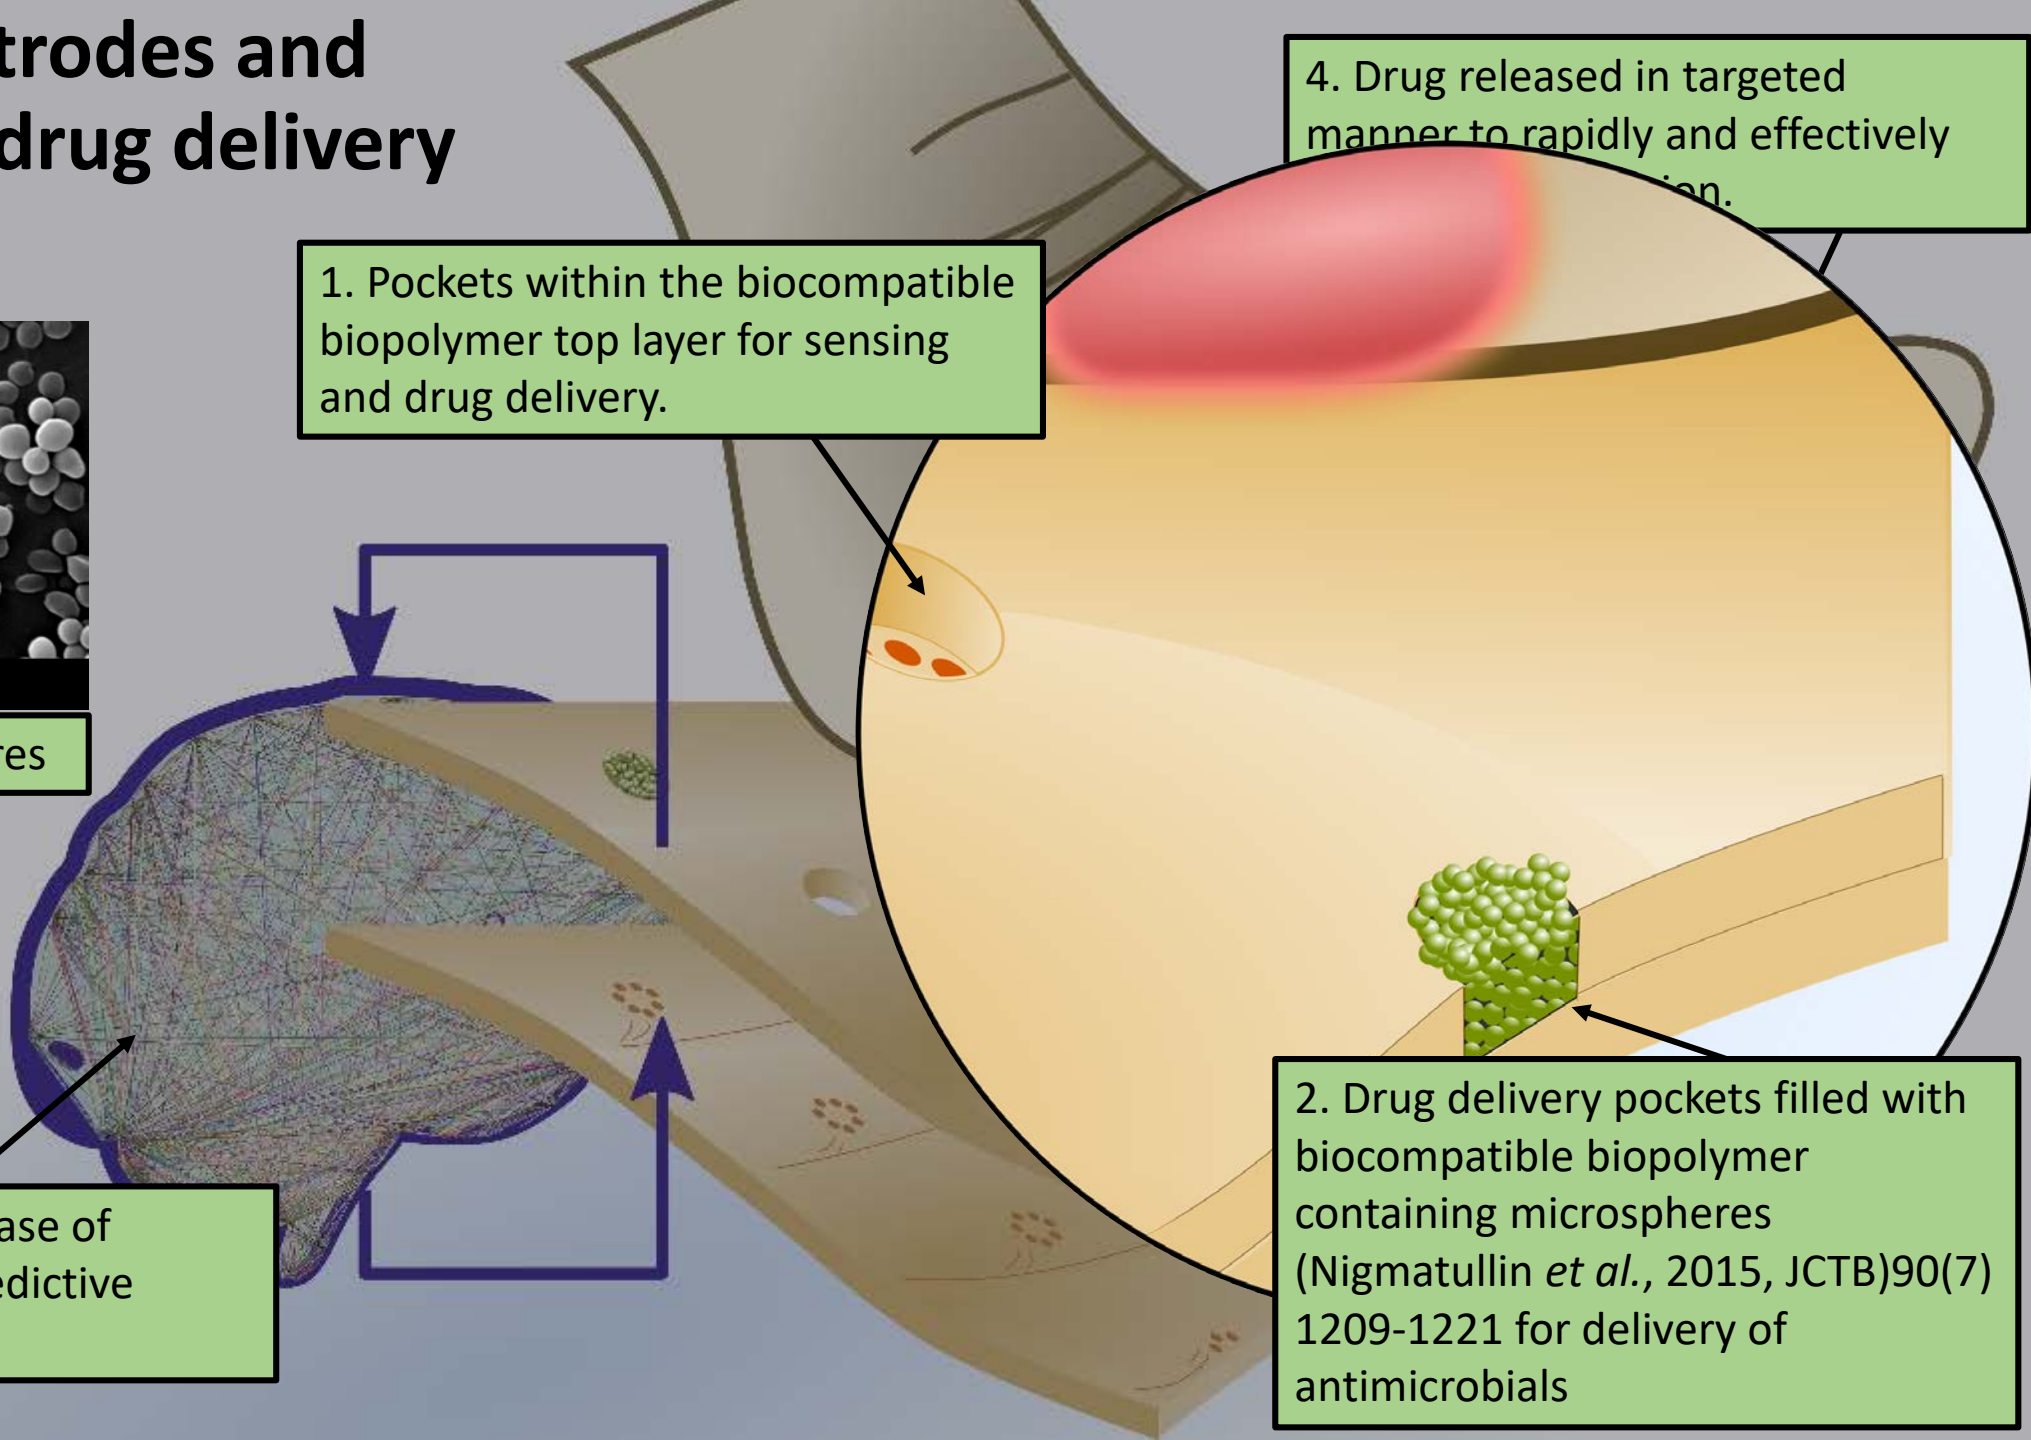 trodes and
drug delivery
4. Drug released in targeted
manner to rapidly and effectively
on.
1. Pockets within the biocompatible
biopolymer top layer for sensing
and drug delivery.
res
ase of
edictive
2. Drug delivery pockets filled with
biocompatible biopolymer
containing microspheres
(Nigmatullin et al., 2015, JCTB)90(7)
1209-1221 for delivery of
antimicrobials